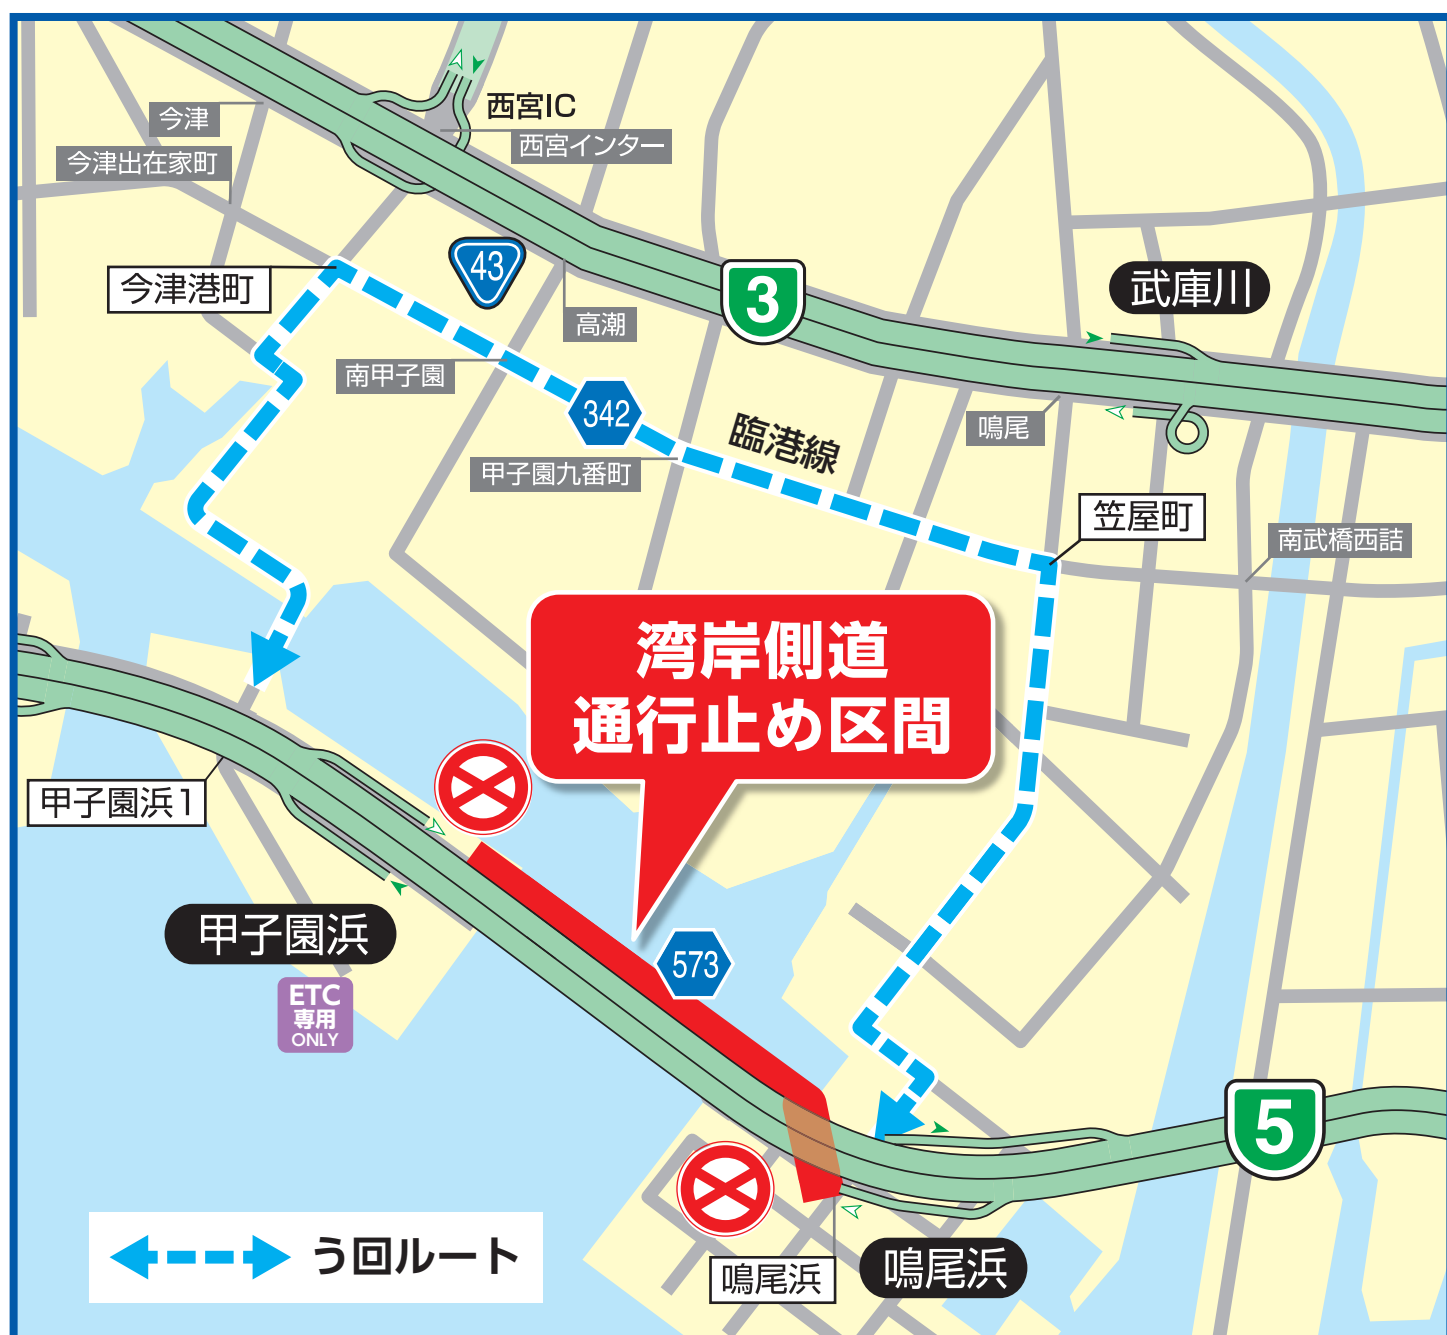 西宮IC
今津
西宮インター
今津出在家町
43
今津港町
3
武庫川
高潮
南甲子園
342
臨港線
鳴尾
甲子園九番町
笠屋町
南武橋西詰
湾岸側道
通行止め区間
甲子園浜1
甲子園浜
573
ETC
専用
ONLY
5
う回ルート
鳴尾浜
鳴尾浜